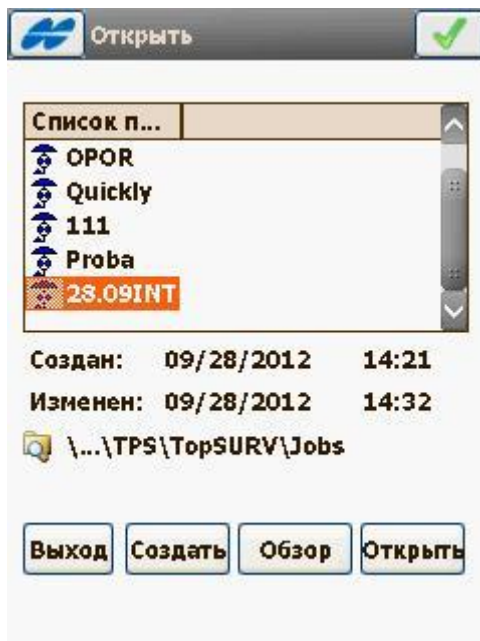 Открыть
Список п...
OPOR
Quickly
111
Proba
28.09INT
Создан: 09/28/2012 14:21
Изменен: 09/28/2012 14:32
\...\TPS\TopSURV\Jobs
Выход Создать Обзор Открыть